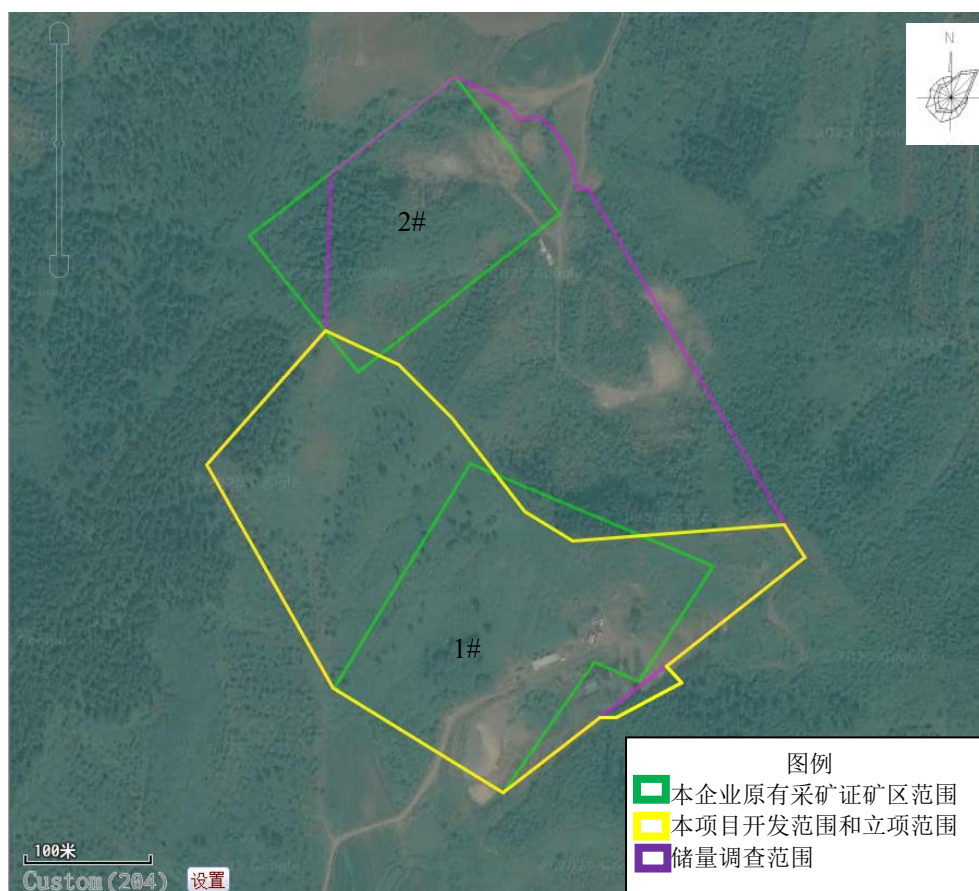 N
2#
1#
图例
本企业原有采矿证矿区范围
本项目开发范围和立项范围
储量调查范围
100米
Custom(204) 设置